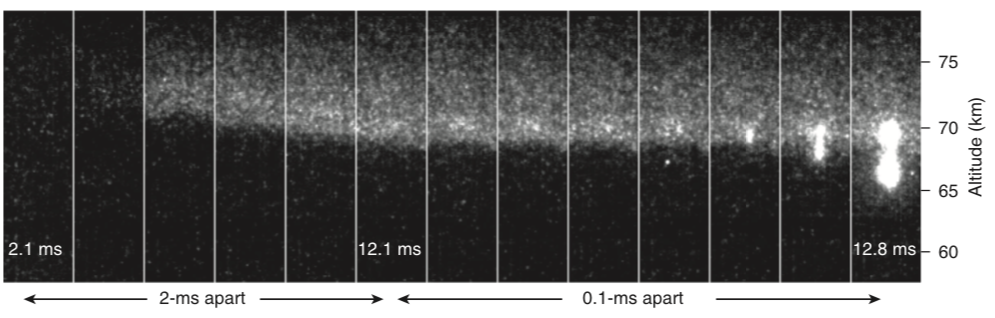 75
70
65
60
Altitude (km)
2.1 ms
12.1 ms
12.8 ms
2-ms apart
0.1-ms apart